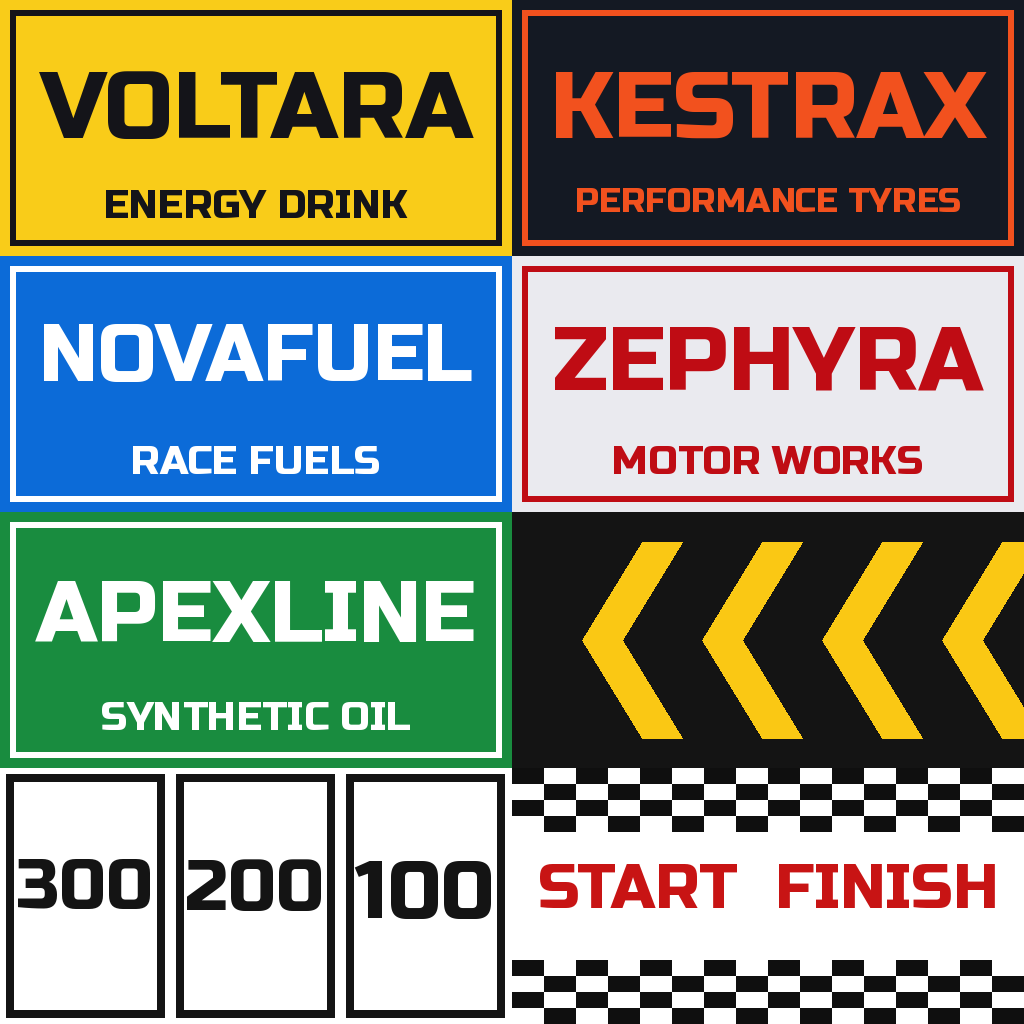 VOLTARA
ENERGY DRINK
KESTRAX
PERFORMANCE TYRES
NOVAFUEL
RACE FUELS
ZEPHYRA
MOTOR WORKS
APEXLINE
SYNTHETIC OIL
300
200
100
START FINISH